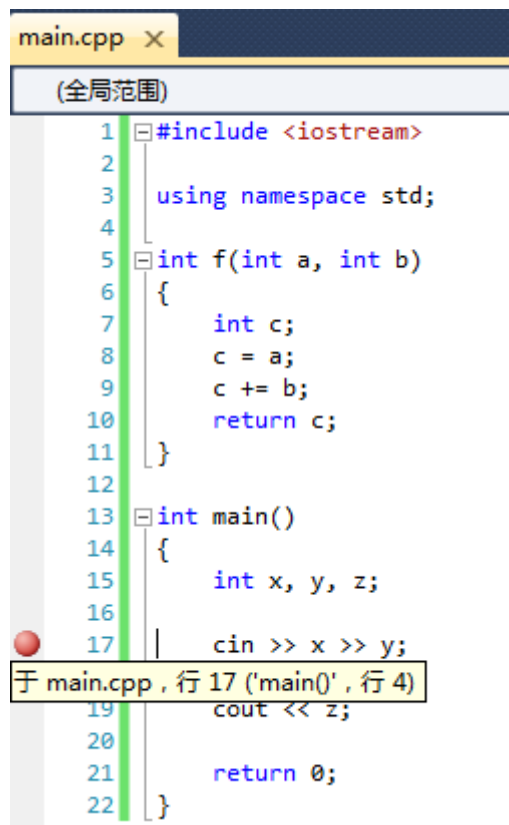 main.cpp ×
(全局范围)
1 #include <iostream>
2
3 using namespace std;
4
5 int f(int a, int b)
6 {
7 int c;
8 c = a;
9 c += b;
10 return c;
11 }
12
13 int main()
14 {
15 int x, y, z;
16
17 cin >> x >> y;
于 main.cpp , 行 17 ('main()' , 行 4)
19 cout << z;
20
21 return 0;
22 }